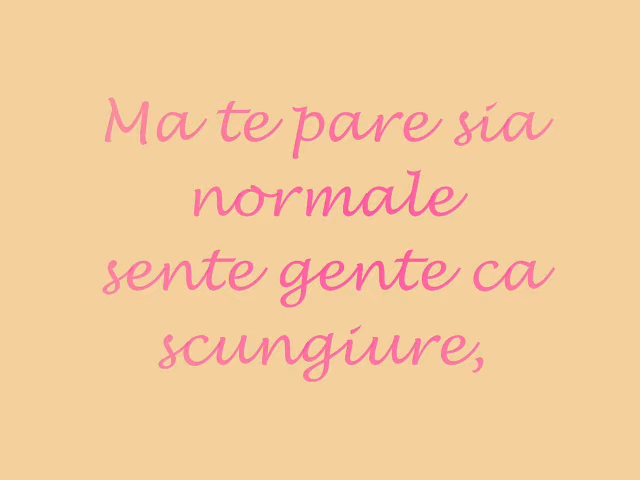 Ma te pare sia
normale
sente gente ca
scungiure,